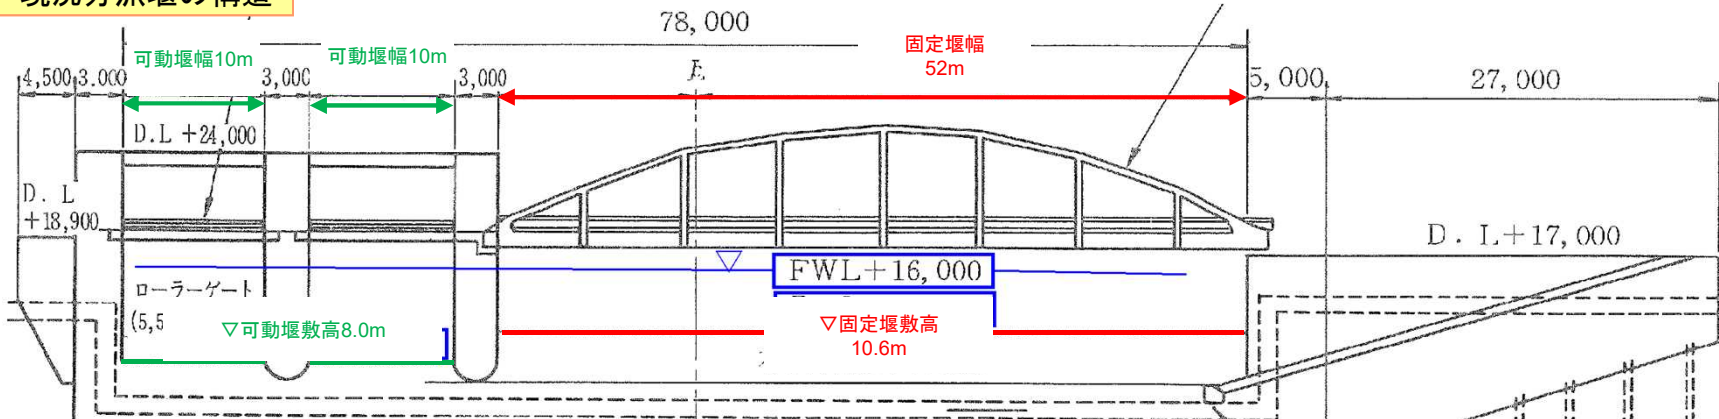 現況分派堰の構造
78,000
可動堰幅10m
可動堰幅10m
固定堰幅
52m
4,500
3.000
3,000
3,000
5,000
27,000
D.L +24,000
D. L
+18,900
D. L+17,000
FWL+16,000
ローラーゲート
(5,5
▽可動堰敷高8.0m
▽固定堰敷高
10.6m